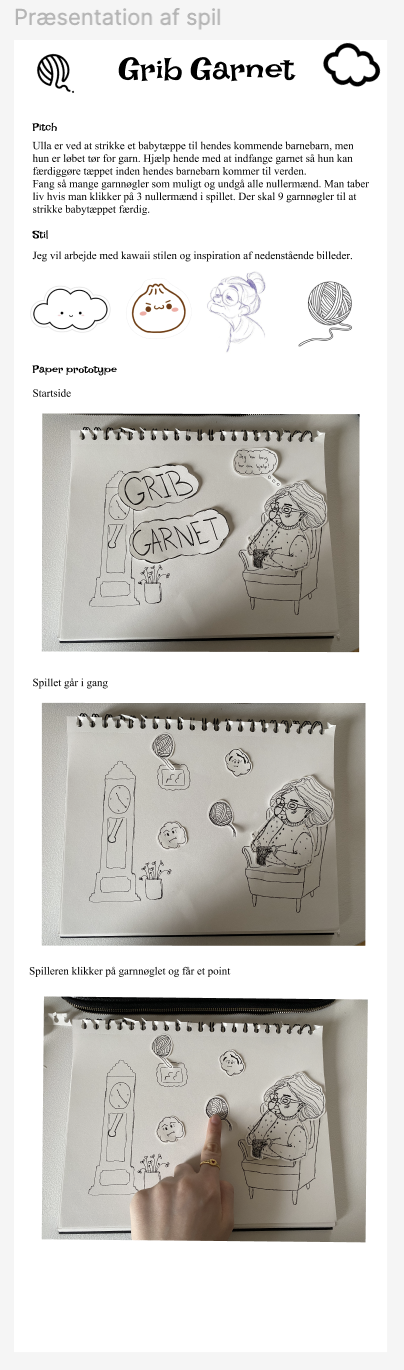 Præsentation af spil
Grib Garnet
Pitch
Ulla er ved at strikke et babytæppe til hendes kommende barnebarn, men
hun er løbet tør for garn. Hjælp hende med at indfange garnet så hun kan
færdiggøre tæppet inden hendes barnebarn kommer til verden.
Fang så mange garnnøgler som muligt og undgå alle nullermænd. Man taber
liv hvis man klikker på 3 nullermænd i spillet. Der skal 9 garnnøgler til at
strikke babytæppet færdig.
Stil
Jeg vil arbejde med kawaii stilen og inspiration af nedenstående billeder.
Paper prototype
Startside
GRIB
GARNET
Spillet går i gang
Spilleren klikker på garnnøglet og får et point